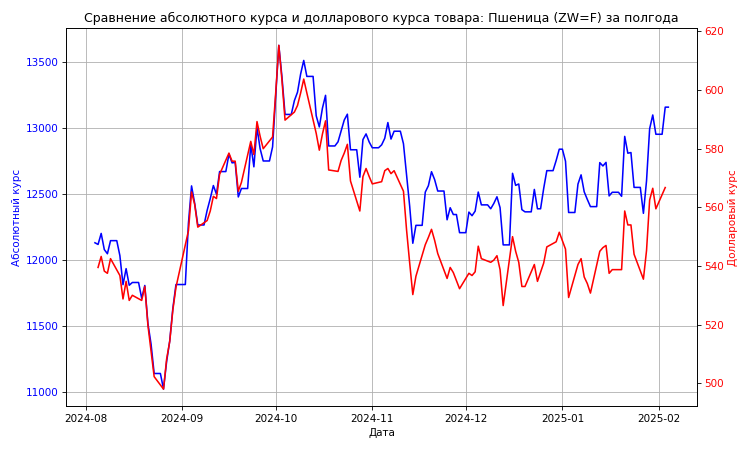 Сравнение абсолютного курса и долларового курса товара: Пшеница (ZW=F) за полгода
Абсолютный курс
13500
13000
12500
12000
11500
11000
620
600
580
560
540
520
500
Долларовый курс
2024-08 2024-09 2024-10 2024-11 2024-12 2025-01 2025-02
Дата